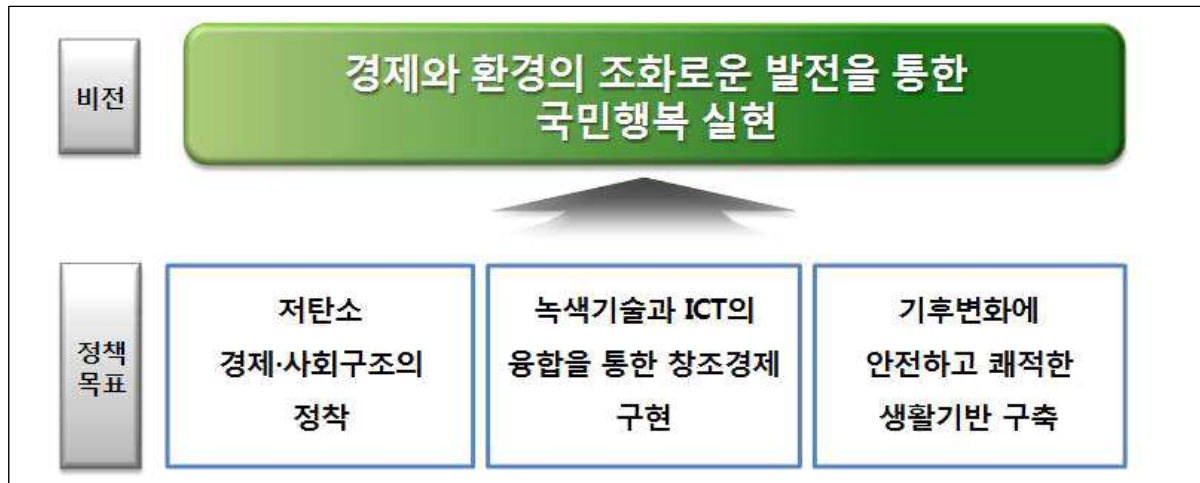 비전
경제와 환경의 조화로운 발전을 통한
국민행복 실현
정책
목표
저탄소
경제·사회구조의
정착
녹색기술과 ICT의
융합을 통한 창조경제
구현
기후변화에
안전하고 쾌적한
생활기반 구축